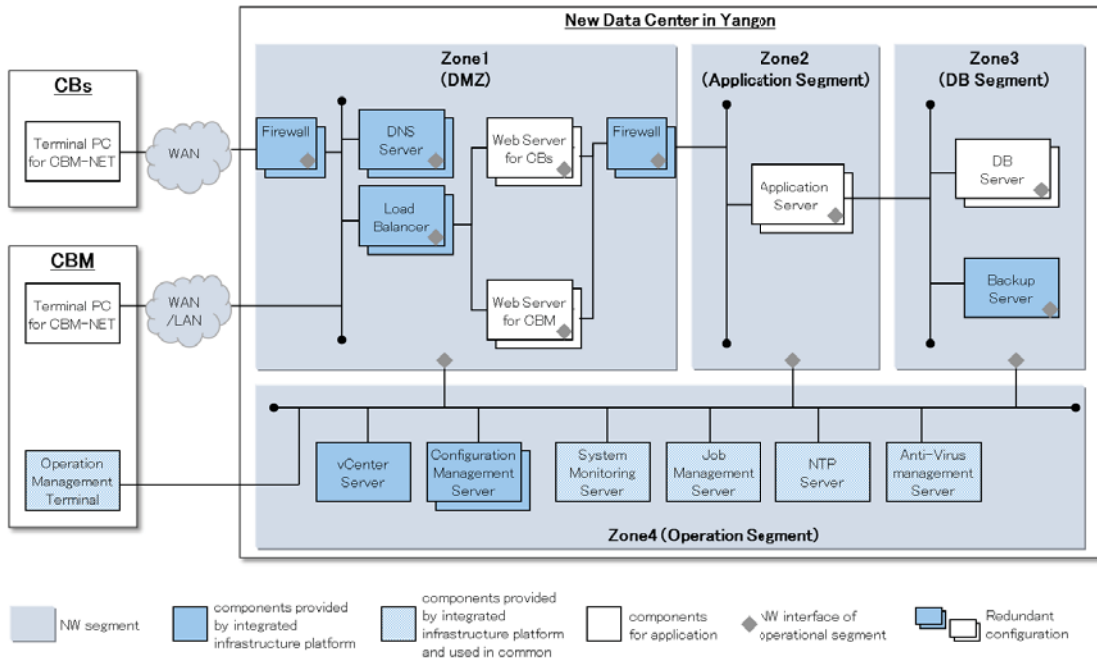 New Data Center in Yangon
CBs
Terminal PC
for CBM-NET
WAN
Zone1
(DMZ)
Firewall
DNS
Server
Load
Balancer
Web Server
for CBs
Web Server
for CBM
Firewall
Zone2
(Application Segment)
Application
Server
Zone3
(DB Segment)
DB
Server
Backup
Server
CBM
Terminal PC
for CBM-NET
WAN
/LAN
Operation
Management
Terminal
vCenter
Server
Configuration
Management
Server
System
Monitoring
Server
Job
Management
Server
NTP
Server
Anti-Virus
management
Server
Zone4 (Operation Segment)
NW segment
components provided
by integrated
infrastructure platform
components provided
by integrated
infrastructure platform
and used in common
components
for application
NW interface of
operational segment
Redundant
configuration